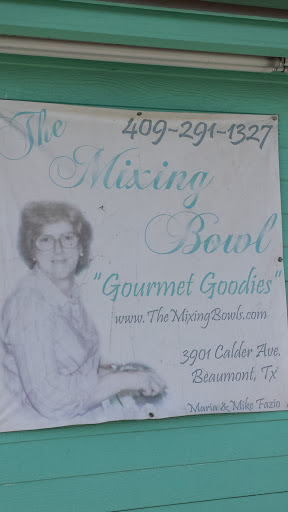 The
409-291-1327
Mixing
Bowl
"Gourmet Goodies"
www.TheMixingBowls.com
3901 Calder Ave.
Beaumont, Tx
Maria & Mike Fazio